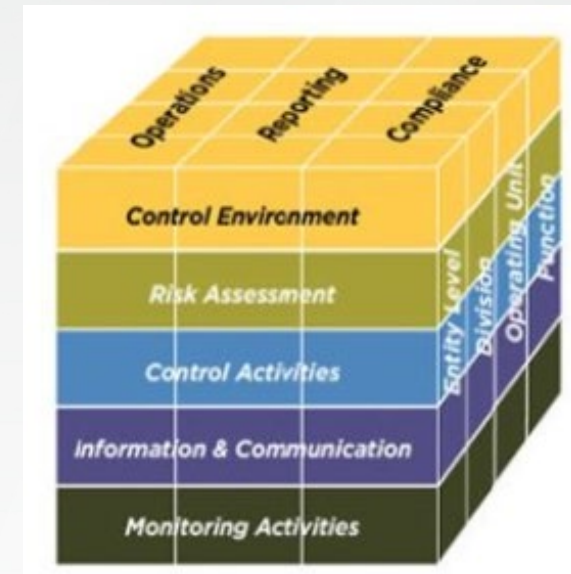 Operations
Reporting
Compliance
Control Environment
Risk Assessment
Control Activities
Information & Communication
Monitoring Activities
Entity Level
Division
Operating Unit
Function